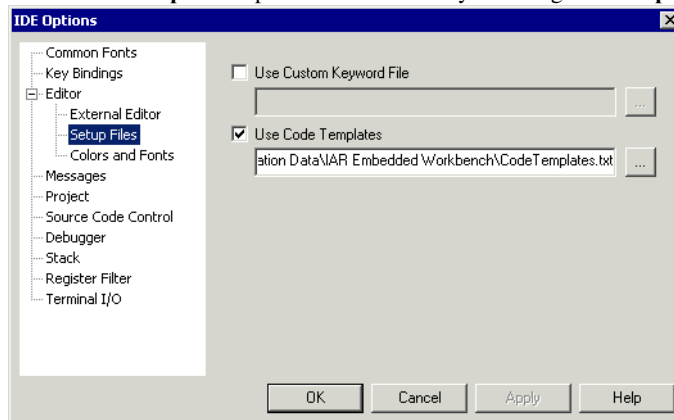 IDE Options
Common Fonts
Key Bindings
Editor
External Editor
Setup Files
Colors and Fonts
Messages
Project
Source Code Control
Debugger
Stack
Register Filter
Terminal I/O
Use Custom Keyword File
...
Use Code Templates
ation Data\IAR Embedded Workbench\CodeTemplates.txt
...
OK Cancel Apply Help